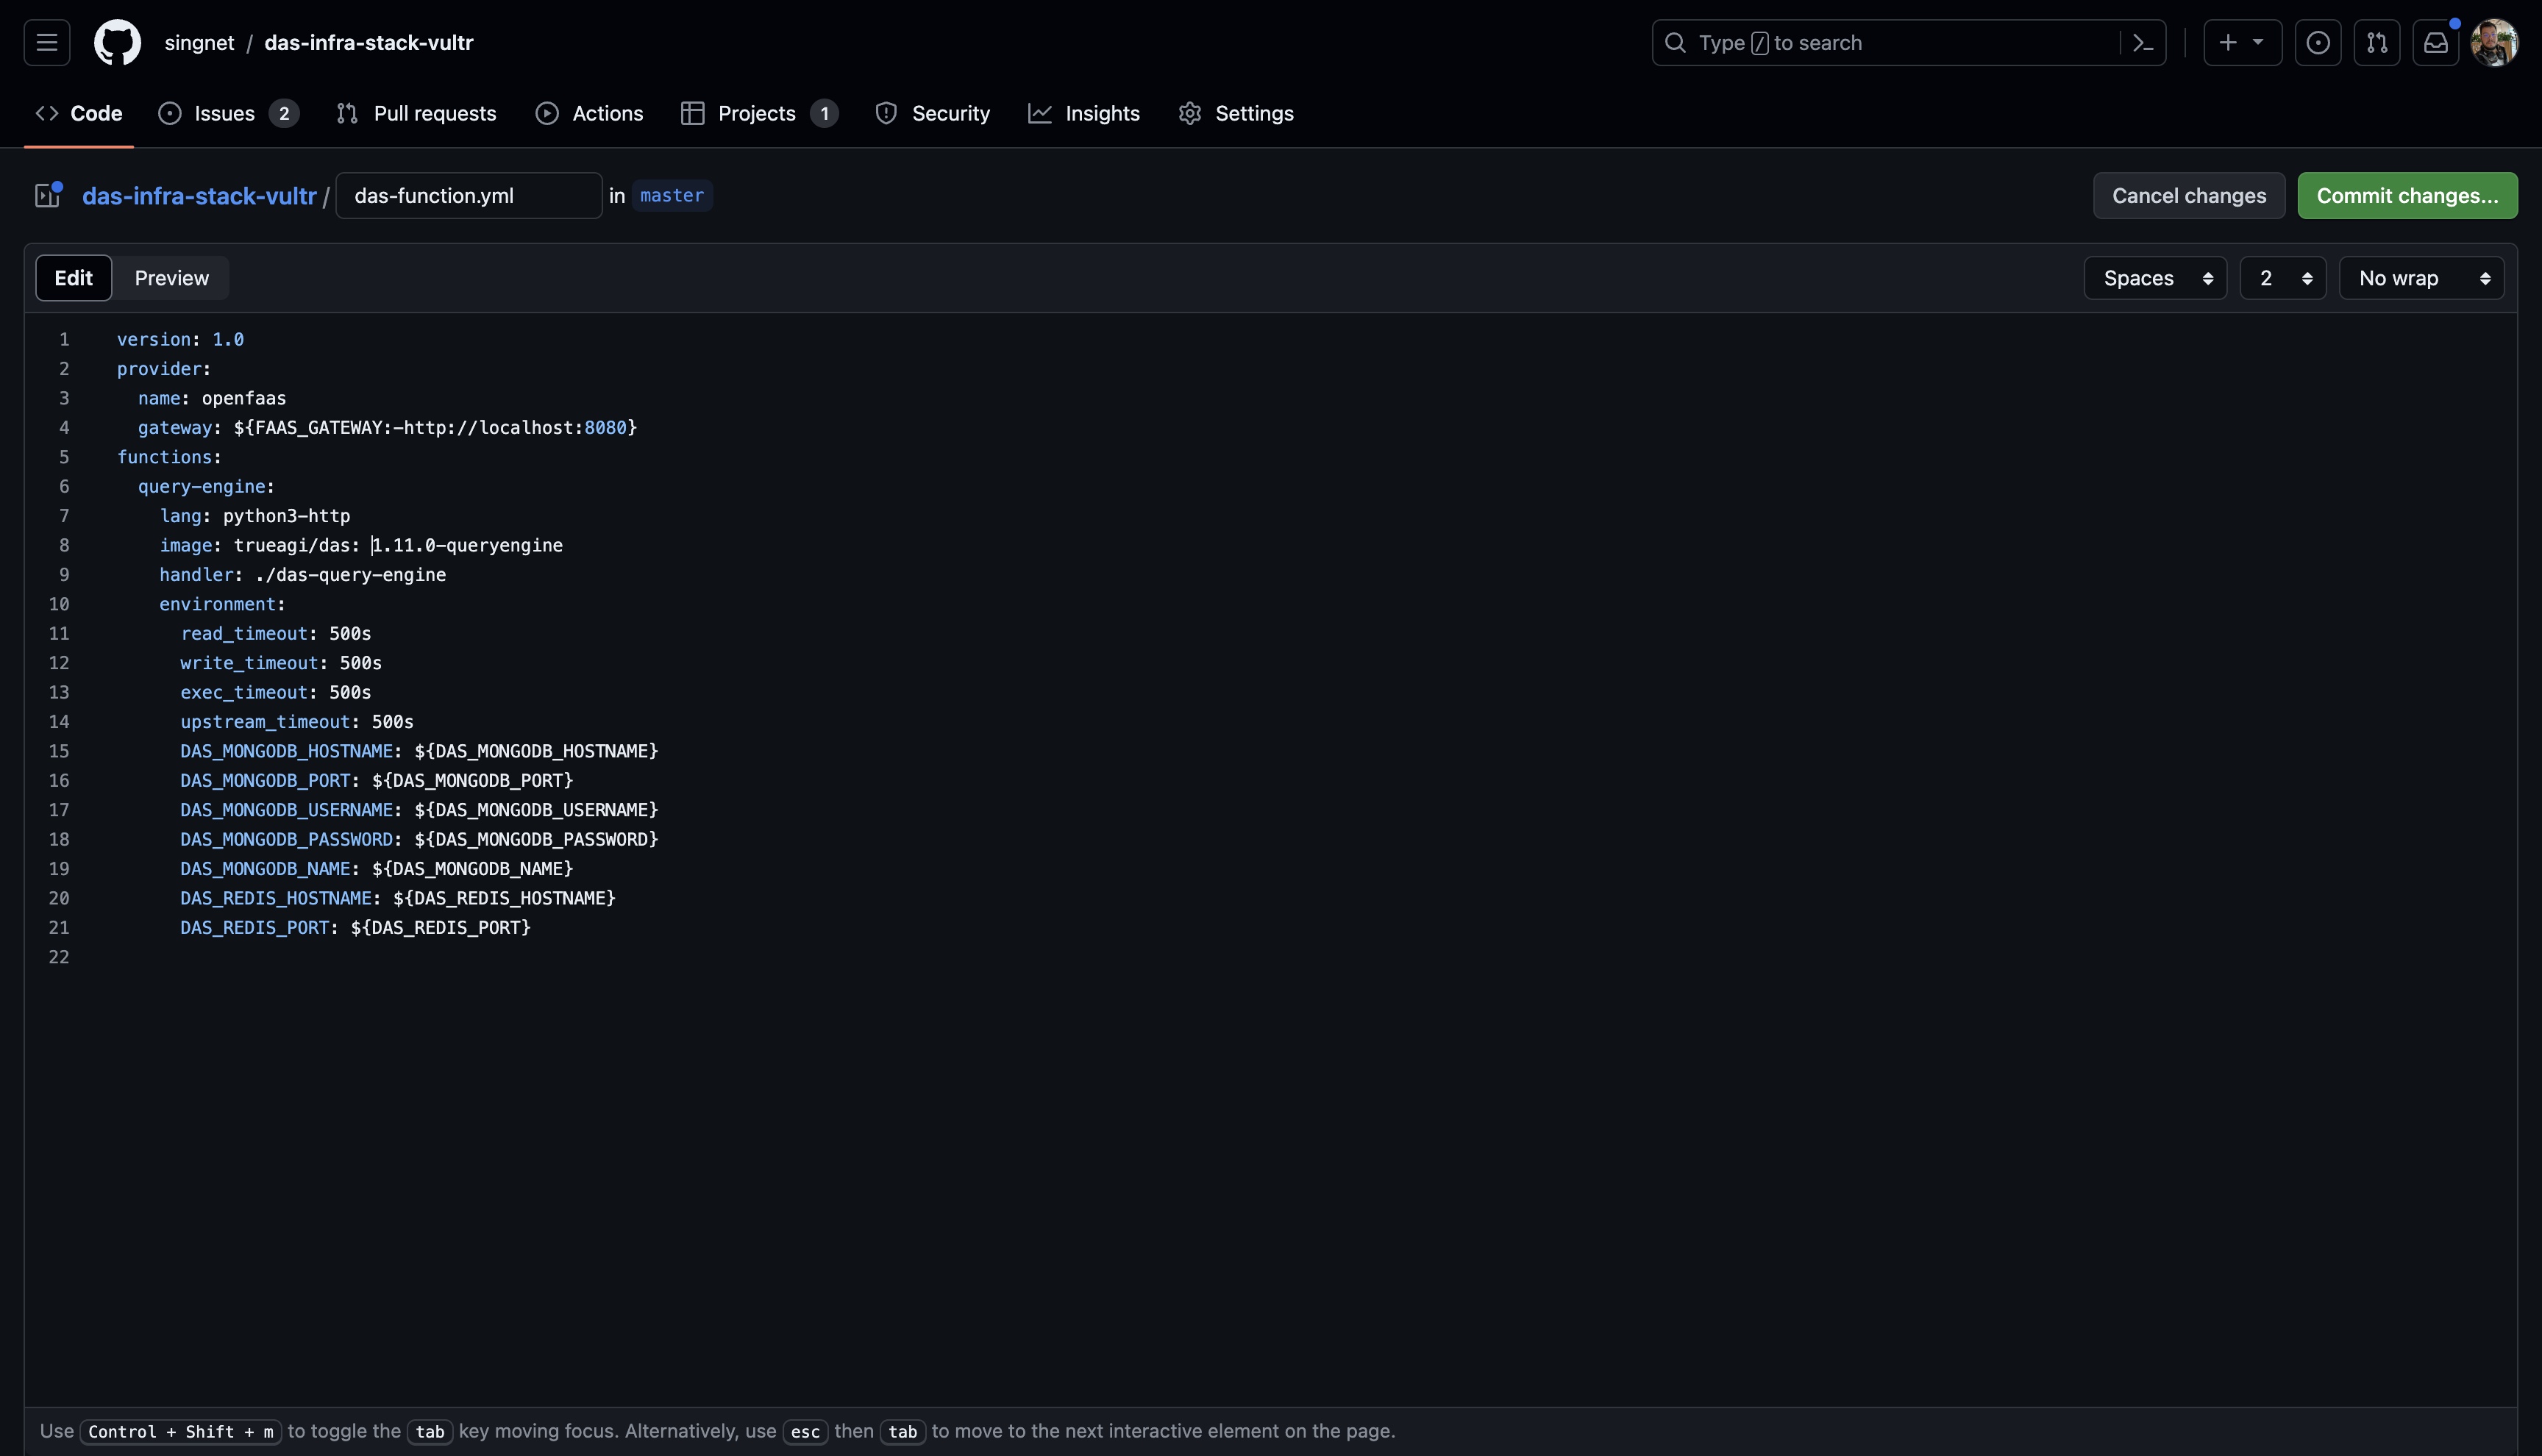 singnet / das-infra-stack-vultr
Type / to search
Code
Issues 2
Pull requests
Actions
Projects 1
Security
Insights
Settings
das-infra-stack-vultr / das-function.yml in master
Cancel changes
Commit changes...
Edit
Preview
Spaces
2
No wrap
1 version: 1.0
2 provider:
3   name: openfaas
4   gateway: ${FAAS_GATEWAY:-http://localhost:8080}
5 functions:
6   query-engine:
7     lang: python3-http
8     image: trueagi/das: 1.11.0-queryengine
9     handler: ./das-query-engine
10     environment:
11       read_timeout: 500s
12       write_timeout: 500s
13       exec_timeout: 500s
14       upstream_timeout: 500s
15       DAS_MONGODB_HOSTNAME: ${DAS_MONGODB_HOSTNAME}
16       DAS_MONGODB_PORT: ${DAS_MONGODB_PORT}
17       DAS_MONGODB_USERNAME: ${DAS_MONGODB_USERNAME}
18       DAS_MONGODB_PASSWORD: ${DAS_MONGODB_PASSWORD}
19       DAS_MONGODB_NAME: ${DAS_MONGODB_NAME}
20       DAS_REDIS_HOSTNAME: ${DAS_REDIS_HOSTNAME}
21       DAS_REDIS_PORT: ${DAS_REDIS_PORT}
22
Use Control + Shift + m to toggle the tab key moving focus. Alternatively, use esc then tab to move to the next interactive element on the page.